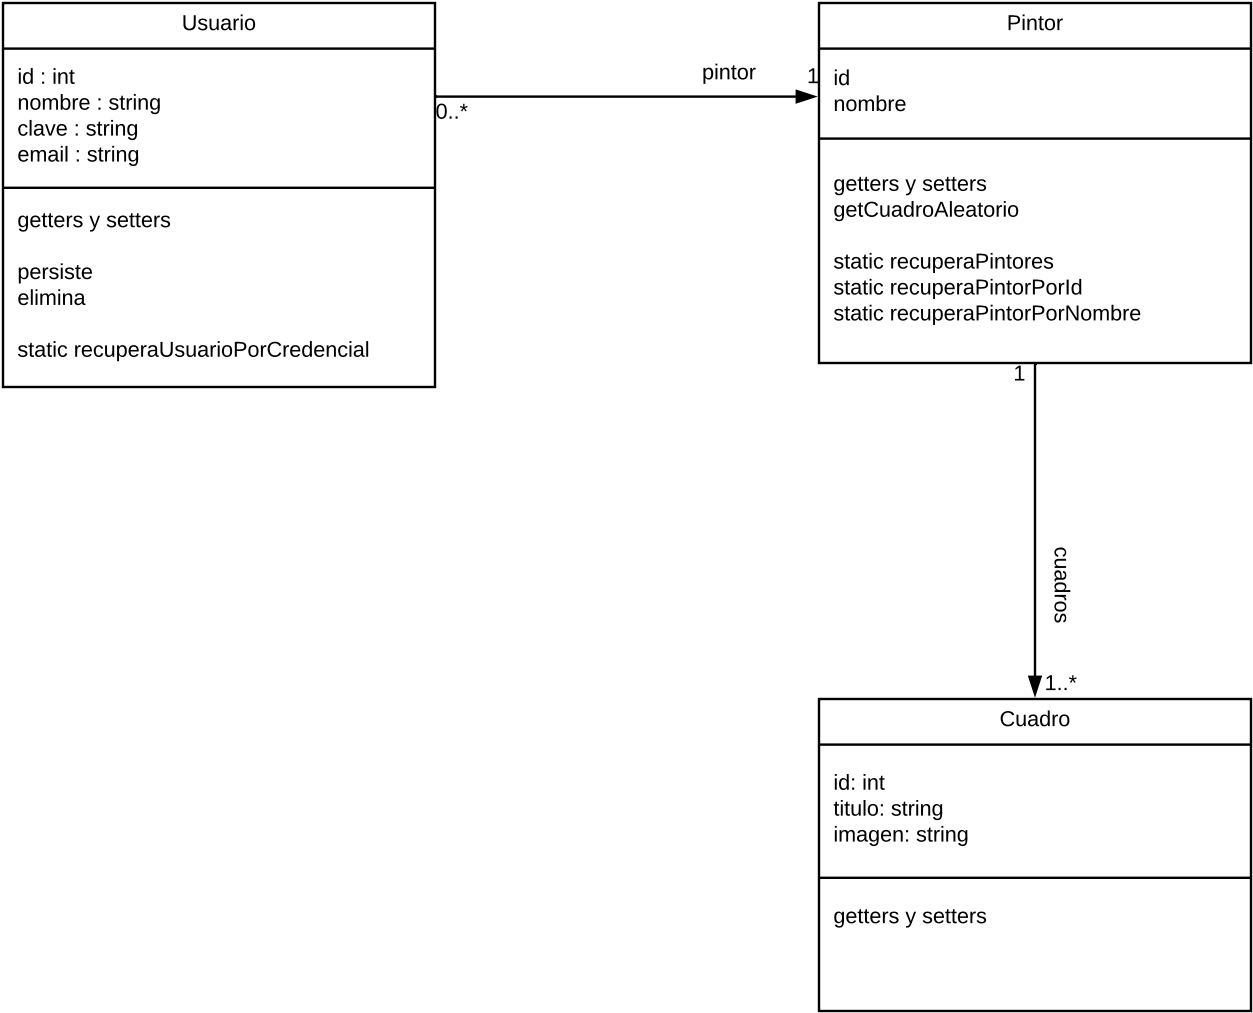 Usuario
id : int
nombre : string
clave : string
email : string
getters y setters
persiste
elimina
static recuperaUsuarioPorCredencial
0..*
pintor
1
Pintor
id
nombre
getters y setters
getCuadroAleatorio
static recuperaPintores
static recuperaPintorPorId
static recuperaPintorPorNombre
1
cuadros
1..*
Cuadro
id: int
titulo: string
imagen: string
getters y setters